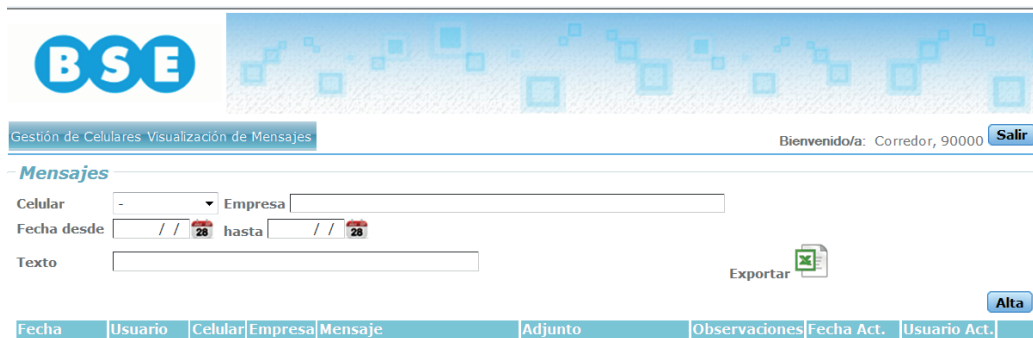 BSE
Gestión de Celulares Visualización de Mensajes
Bienvenido/a: Corredor, 90000 Salir
Mensajes
Celular - Empresa
Fecha desde / / 28 hasta / / 28
Texto
Exportar
Alta
Fecha Usuario Celular Empresa Mensaje Adjunto Observaciones Fecha Act. Usuario Act.